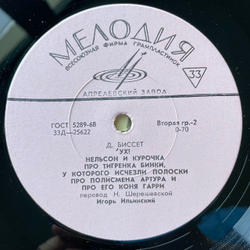 МЕЛОДИЯ
ВСЕСОЮЗНАЯ ФИРМА ГРАМПЛАСТИНОК
33
АПРЕЛЕВСКИЙ ЗАВОД
ГОСТ 5289-68
33Д—25622
Вторая гр.-2
0-70
Д. БИССЕТ
УХ!
НЕЛЬСОН И КУРОЧКА
ПРО ТИГРЕНКА БИНКИ,
У КОТОРОГО ИСЧЕЗЛИ ПОЛОСКИ
ПРО ПОЛИСМЕНА АРТУРА И
ПРО ЕГО КОНЯ ГАРРИ
перевод Н. Шерешевской
Игорь Ильинский